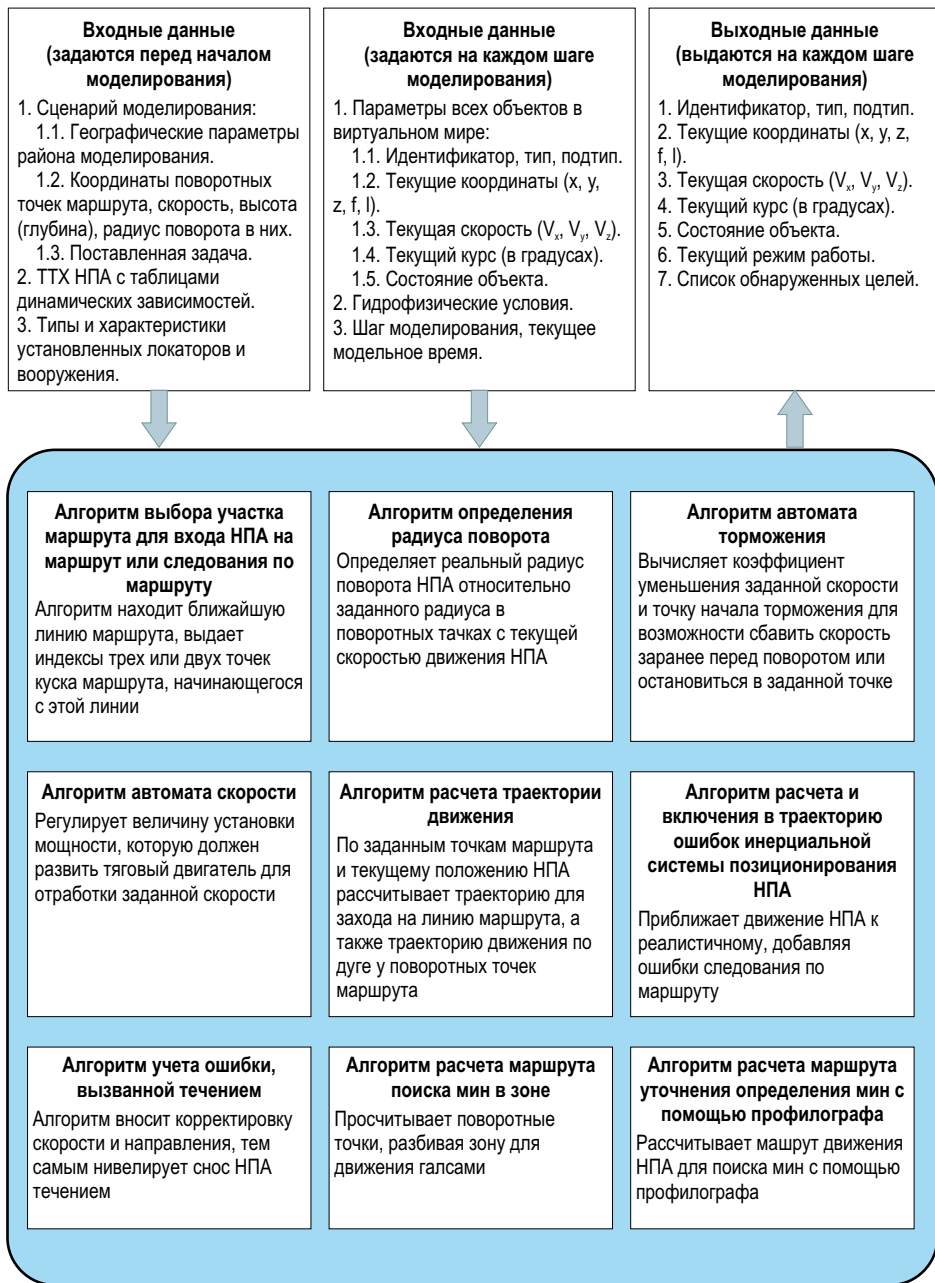 Входные данные
(задаются перед началом
моделирования)
1. Сценарий моделирования:
1.1. Географические параметры
района моделирования.
1.2. Координаты поворотных
точек маршрута, скорость, высота
(глубина), радиус поворота в них.
1.3. Поставленная задача.
2. ТТХ НПА с таблицами
динамических зависимостей.
3. Типы и характеристики
установленных локаторов и
вооружения.
Входные данные
(задаются на каждом шаге
моделирования)
1. Параметры всех объектов в
виртуальном мире:
1.1. Идентификатор, тип, подтип.
1.2. Текущие координаты (x, y,
z, f, l).
1.3. Текущая скорость (Vx, Vy, Vz).
1.4. Текущий курс (в градусах).
1.5. Состояние объекта.
2. Гидрофизические условия.
3. Шаг моделирования, текущее
модельное время.
Выходные данные
(выдаются на каждом шаге
моделирования)
1. Идентификатор, тип, подтип.
2. Текущие координаты (x, y, z,
f, l).
3. Текущая скорость (Vx, Vy, Vz).
4. Текущий курс (в градусах).
5. Состояние объекта.
6. Текущий режим работы.
7. Список обнаруженных целей.
Алгоритм выбора участка
маршрута для входа НПА на
маршрут или следования по
маршруту
Алгоритм находит ближайшую
линию маршрута, выдает
индексы трех или двух точек
куска маршрута, начинающегося
с этой линии
Алгоритм определения
радиуса поворота
Определяет реальный радиус
поворота НПА относительно
заданного радиуса в
поворотных тачках с текущей
скоростью движения НПА
Алгоритм автомата
торможения
Вычисляет коэффициент
уменьшения заданной скорости
и точку начала торможения для
возможности сбавить скорость
заранее перед поворотом или
остановиться в заданной точке
Алгоритм автомата скорости
Регулирует величину установки
мощности, которую должен
развить тяговый двигатель для
отработки заданной скорости
Алгоритм расчета траектории
движения
По заданным точкам маршрута
и текущему положению НПА
рассчитывает траекторию для
захода на линию маршрута, а
также траекторию движения по
дуге у поворотных точек
маршрута
Алгоритм расчета и
включения в траекторию
ошибок инерциальной
системы позиционирования
НПА
Приближает движение НПА к
реалистичному, добавляя
ошибки следования по
маршруту
Алгоритм учета ошибки,
вызванной течением
Алгоритм вносит корректировку
скорости и направления, тем
самым нивелирует снос НПА
течением
Алгоритм расчета маршрута
поиска мин в зоне
Просчитывает поворотные
точки, разбивая зону для
движения галсами
Алгоритм расчета маршрута
уточнения определения мин с
помощью профилографа
Рассчитывает машрут движения
НПА для поиска мин с помощью
профилографа